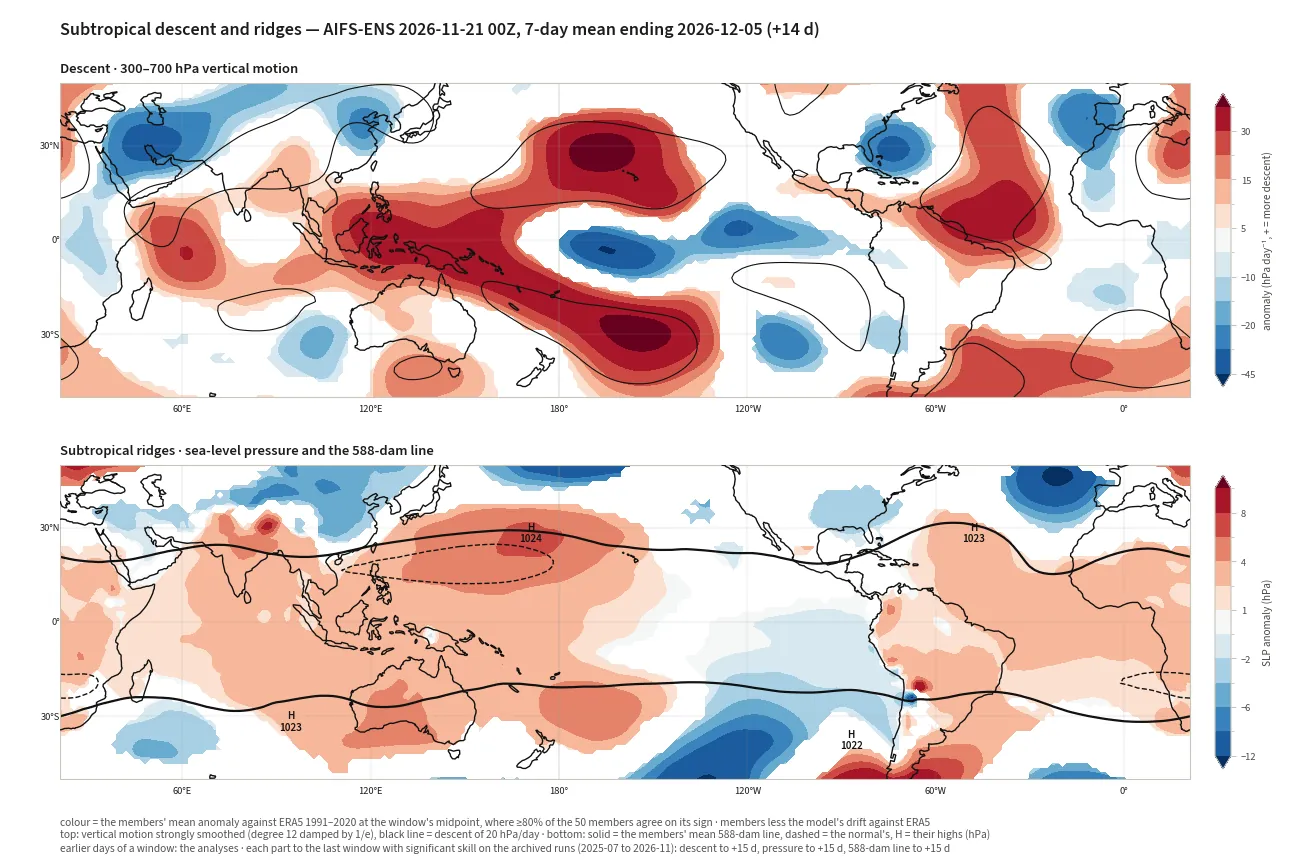 Subtropical descent and ridges — AIFS-ENS 2026-11-21 00Z, 7-day mean ending 2026-12-05 (+14 d)
Descent · 300–700 hPa vertical motion
30°N
0°
30°S
60°E
120°E
180°
120°W
60°W
0°
30
15
5
−10
−20
−45
anomaly (hPa day⁻¹, + = more descent)
Subtropical ridges · sea-level pressure and the 588-dam line
30°N
0°
30°S
H
1024
H
1023
H
1023
H
1022
60°E
120°E
180°
120°W
60°W
0°
8
4
1
−2
−6
−12
SLP anomaly (hPa)
colour = the members' mean anomaly against ERA5 1991–2020 at the window's midpoint, where ≥80% of the 50 members agree on its sign · members less the model's drift against ERA5
top: vertical motion strongly smoothed (degree 12 damped by 1/e), black line = descent of 20 hPa/day · bottom: solid = the members' mean 588-dam line, dashed = the normal's, H = their highs (hPa)
earlier days of a window: the analyses · each part to the last window with significant skill on the archived runs (2025-07 to 2026-11): descent to +15 d, pressure to +15 d, 588-dam line to +15 d